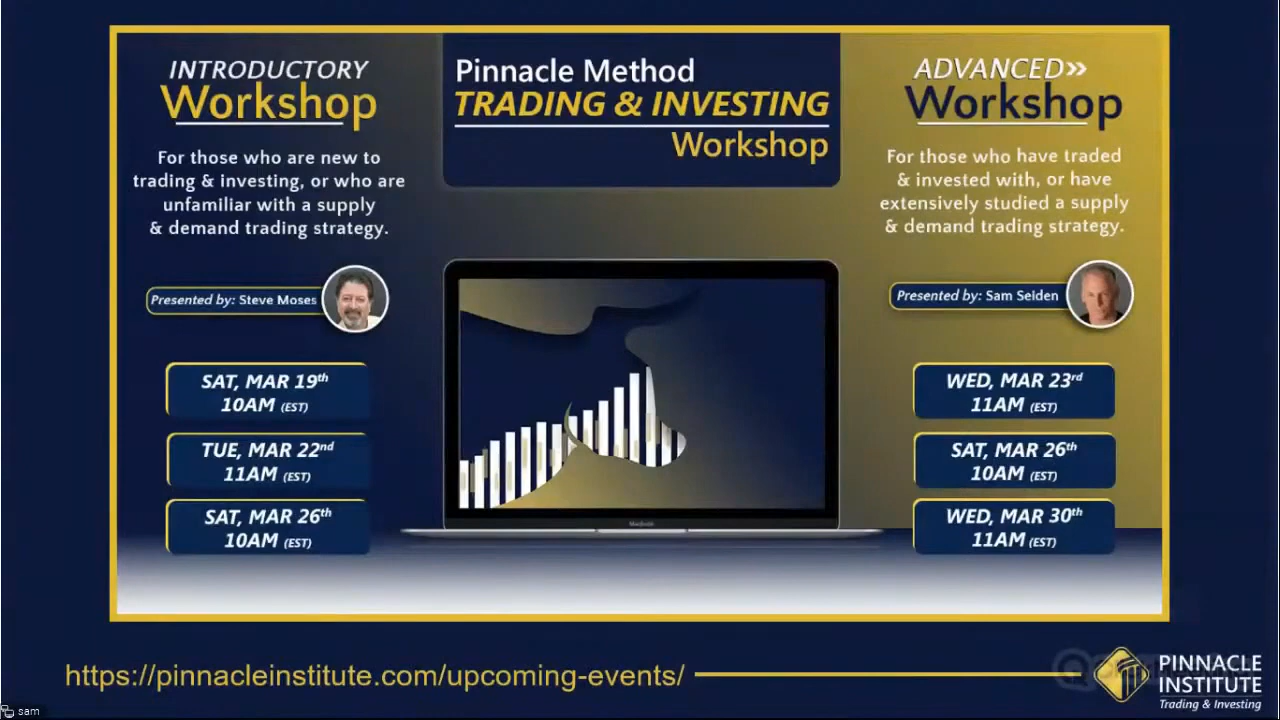 INTRODUCTORY
Workshop
For those who are new to
trading & investing, or who are
unfamiliar with a supply
& demand trading strategy.
Presented by: Steve Moses
SAT, MAR 19th
10AM (EST)
TUE, MAR 22nd
11AM (EST)
SAT, MAR 26th
10AM (EST)
Pinnacle Method
TRADING & INVESTING
Workshop
MacBook
ADVANCED»
Workshop
For those who have traded
& invested with, or have
extensively studied a supply
& demand trading strategy.
Presented by: Sam Seiden
WED, MAR 23rd
11AM (EST)
SAT, MAR 26th
10AM (EST)
WED, MAR 30th
11AM (EST)
https://pinnacleinstitute.com/upcoming-events/
PINNACLE
INSTITUTE
Trading & Investing
sam